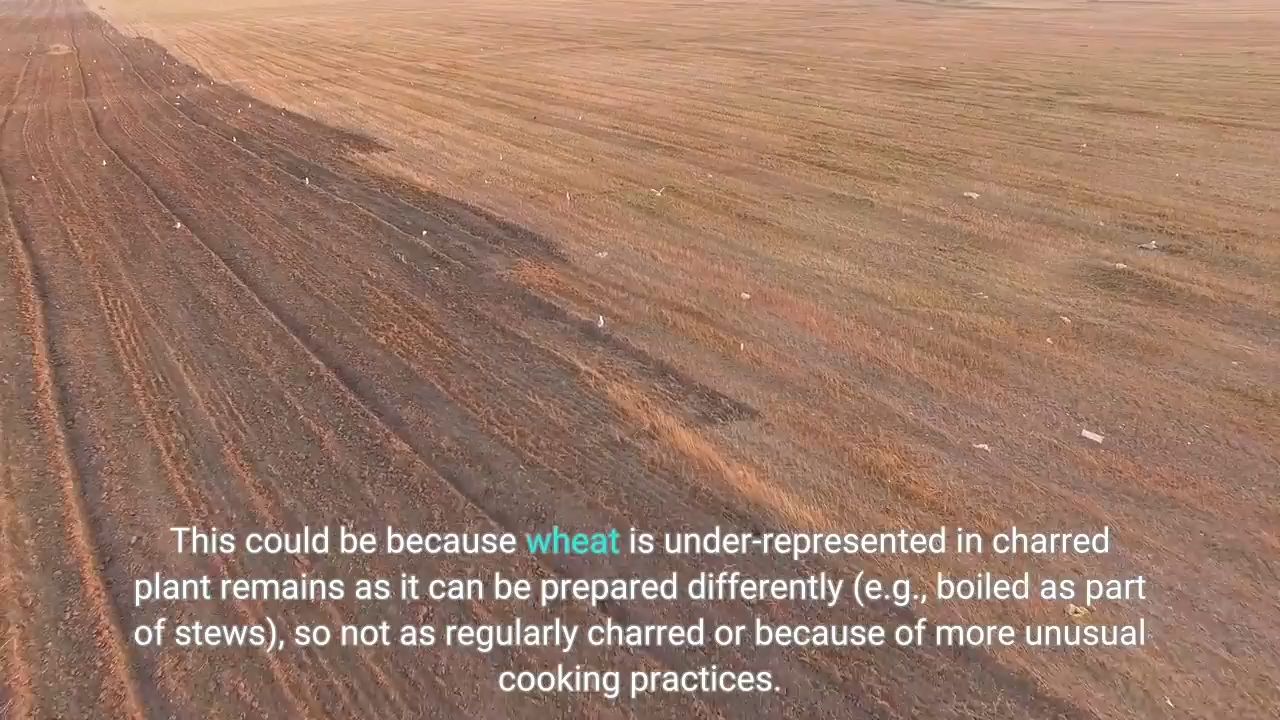 This could be because wheat is under-represented in charred
plant remains as it can be prepared differently (e.g., boiled as part
of stews), so not as regularly charred or because of more unusual
cooking practices.